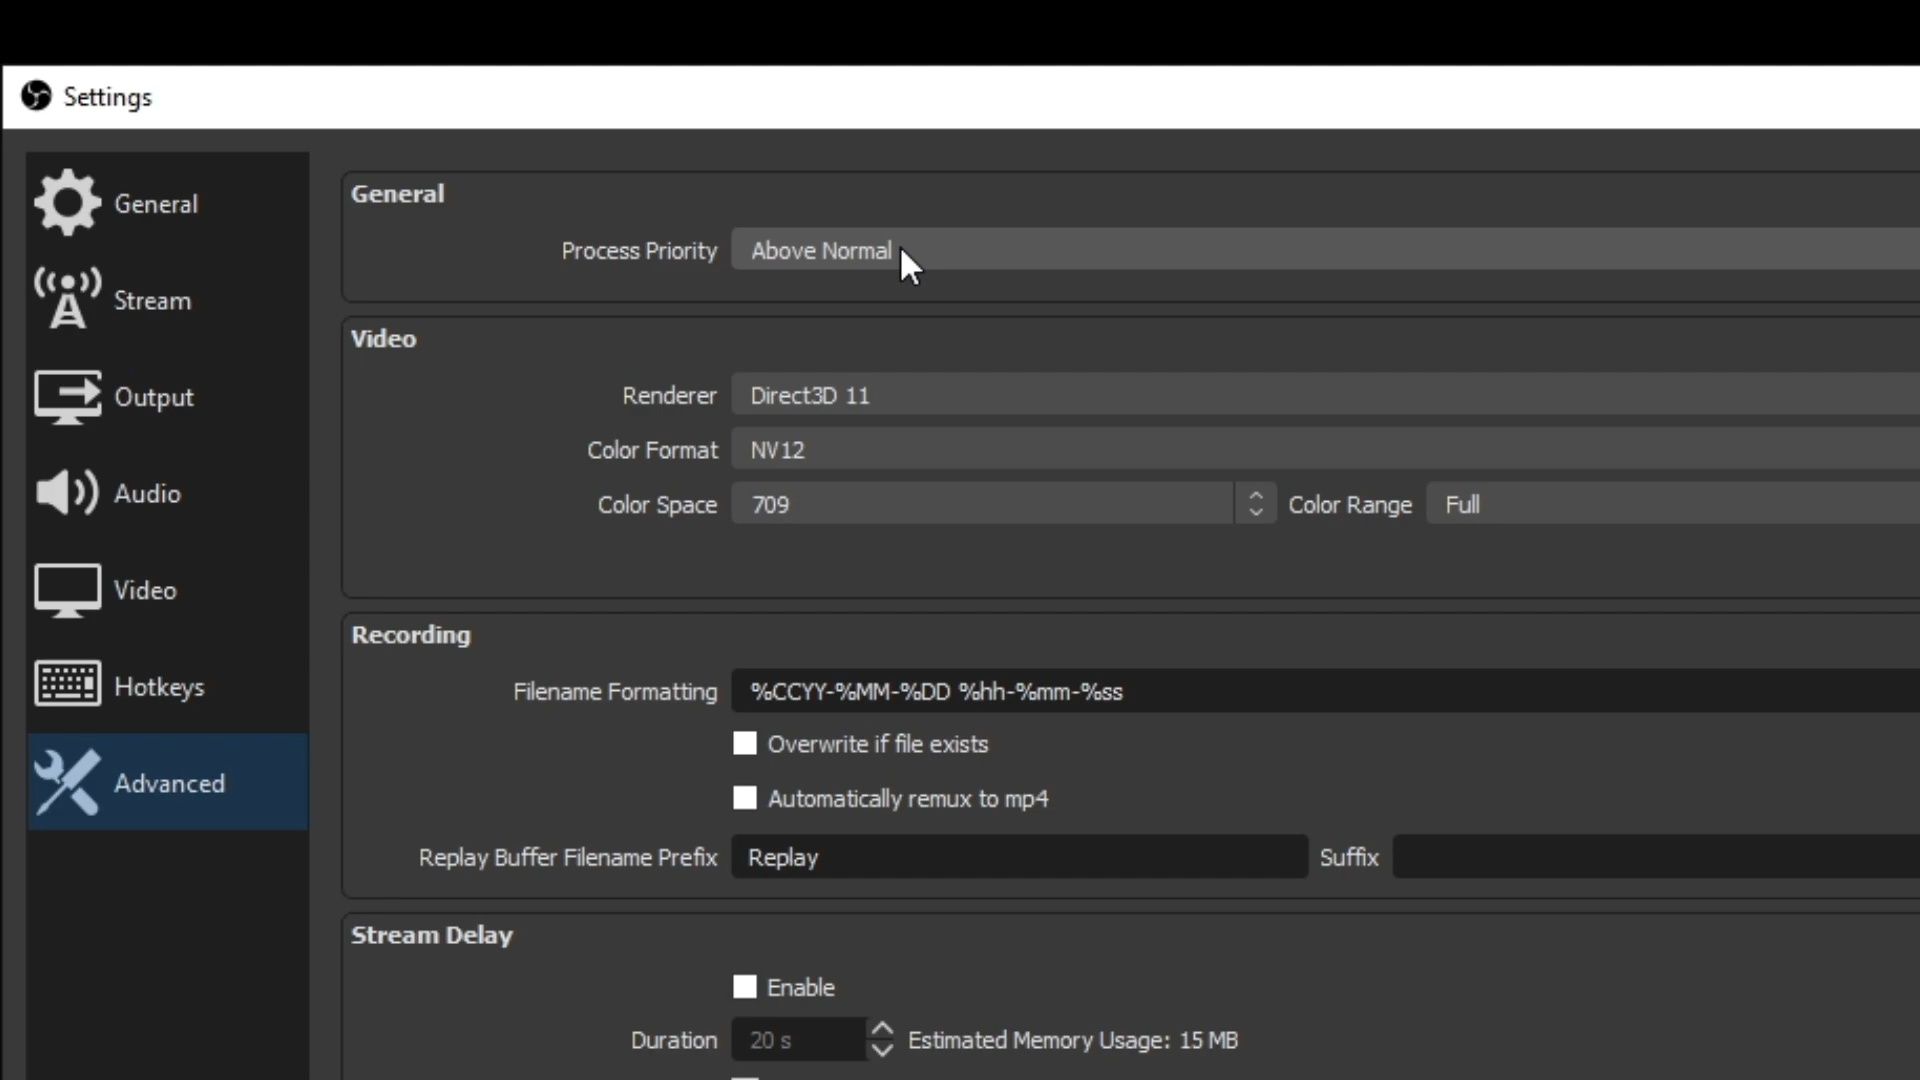 Settings
General
Stream
Output
Audio
Video
Hotkeys
Advanced
General
Process Priority Above Normal
Video
Renderer Direct3D 11
Color Format NV12
Color Space 709 Color Range Full
Recording
Filename Formatting %CCYY-%MM-%DD %hh-%mm-%ss
Overwrite if file exists
Automatically remux to mp4
Replay Buffer Filename Prefix Replay Suffix
Stream Delay
Enable
Duration 20 s Estimated Memory Usage: 15 MB